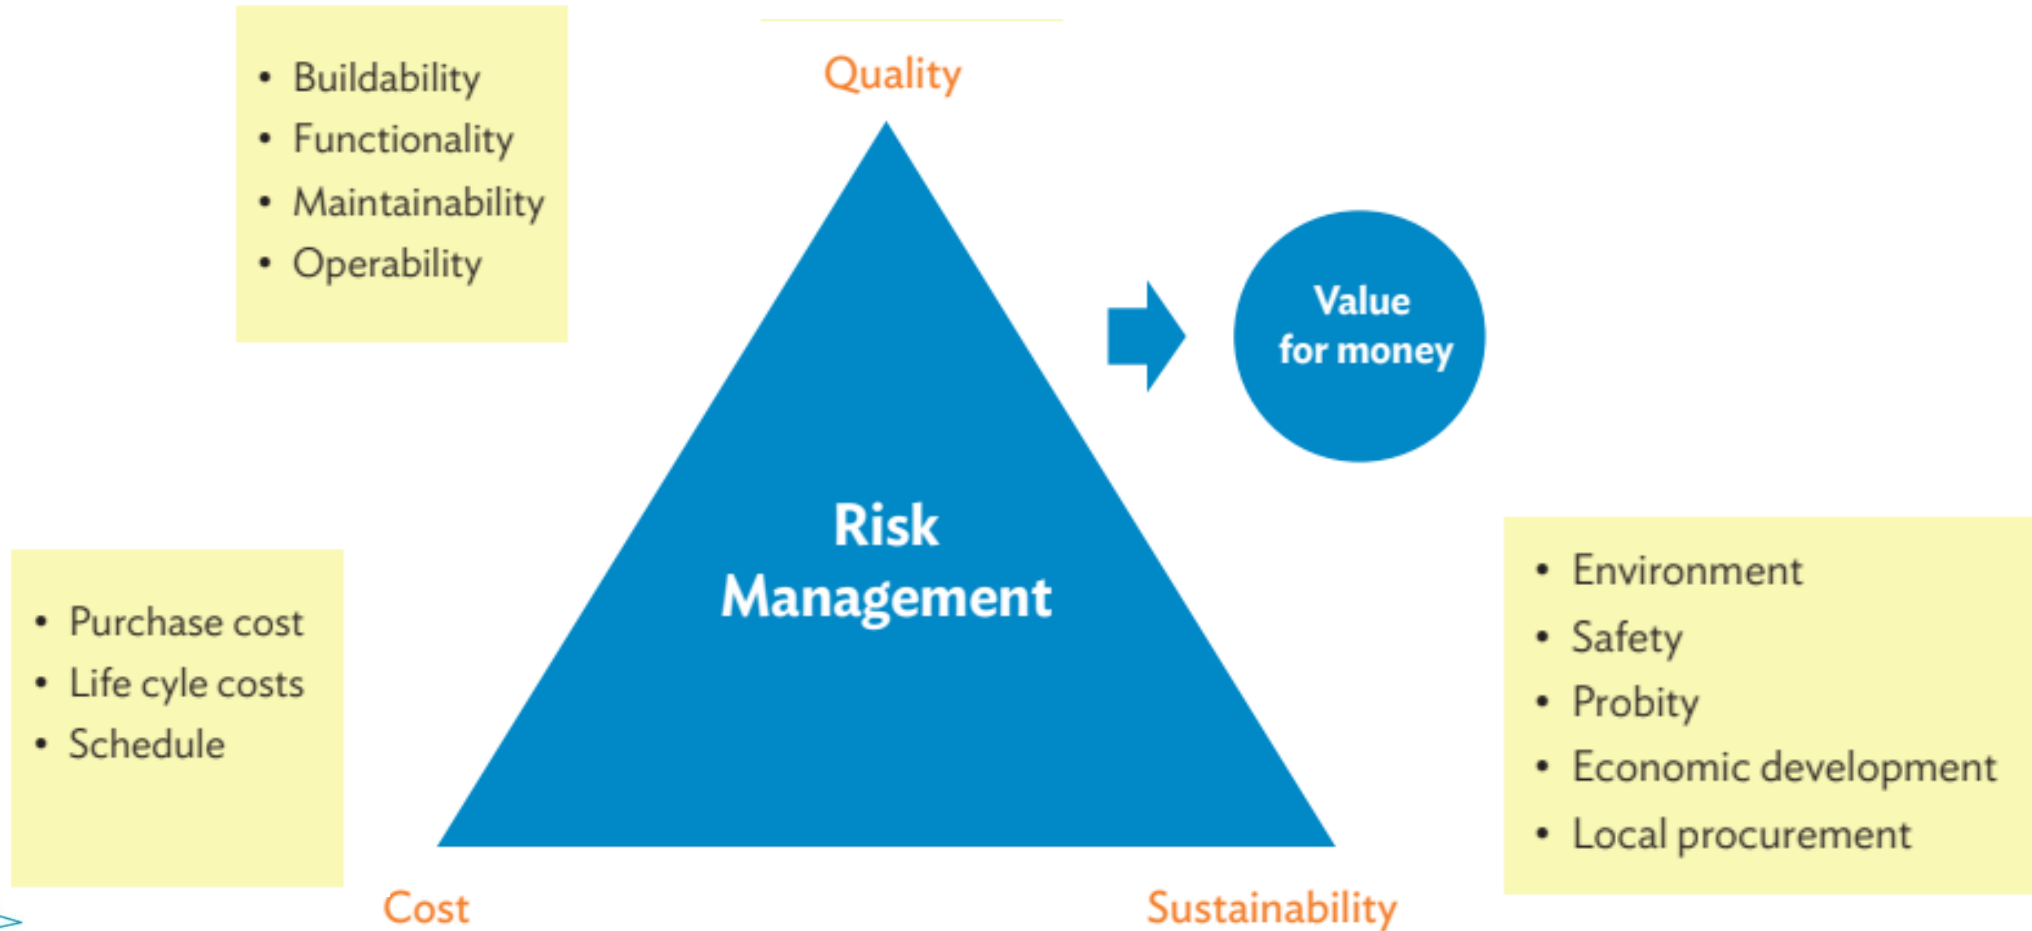 • Buildability
• Functionality
• Maintainability
• Operability
Quality
Value
for money
Risk
Management
• Purchase cost
• Life cyle costs
• Schedule
• Environment
• Safety
• Probity
• Economic development
• Local procurement
Cost
Sustainability